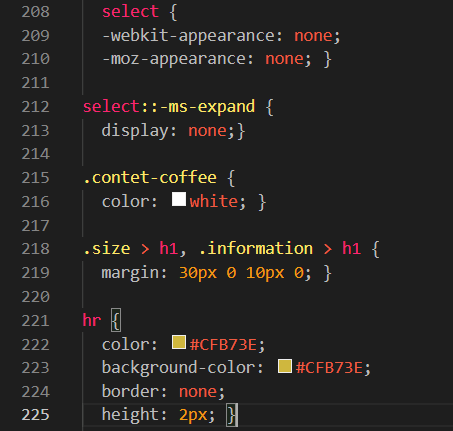 208 select {
209 -webkit-appearance: none;
210 -moz-appearance: none; }
211
212 select::-ms-expand {
213 display: none;}
214
215 .contet-coffee {
216 color: white; }
217
218 .size > h1, .information > h1 {
219 margin: 30px 0 10px 0; }
220
221 hr {
222 color: #CFB73E;
223 background-color: #CFB73E;
224 border: none;
225 height: 2px; }